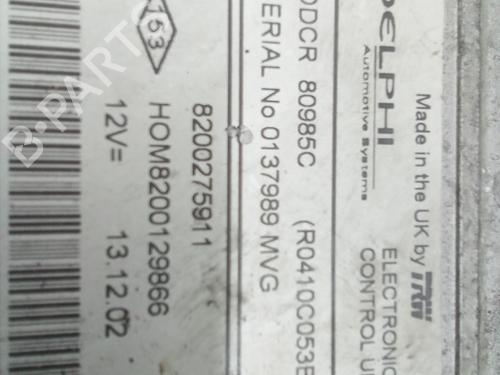 Made in the UK by TRW
DELPHI
Automotive Systems
ELECTRONIC
CONTROL
DDCR 80985C (R0410C053
ERIAL No 0137989 MVG
8200275911
HOM8200129866
12V= 13.12.02
153
B-PARTS